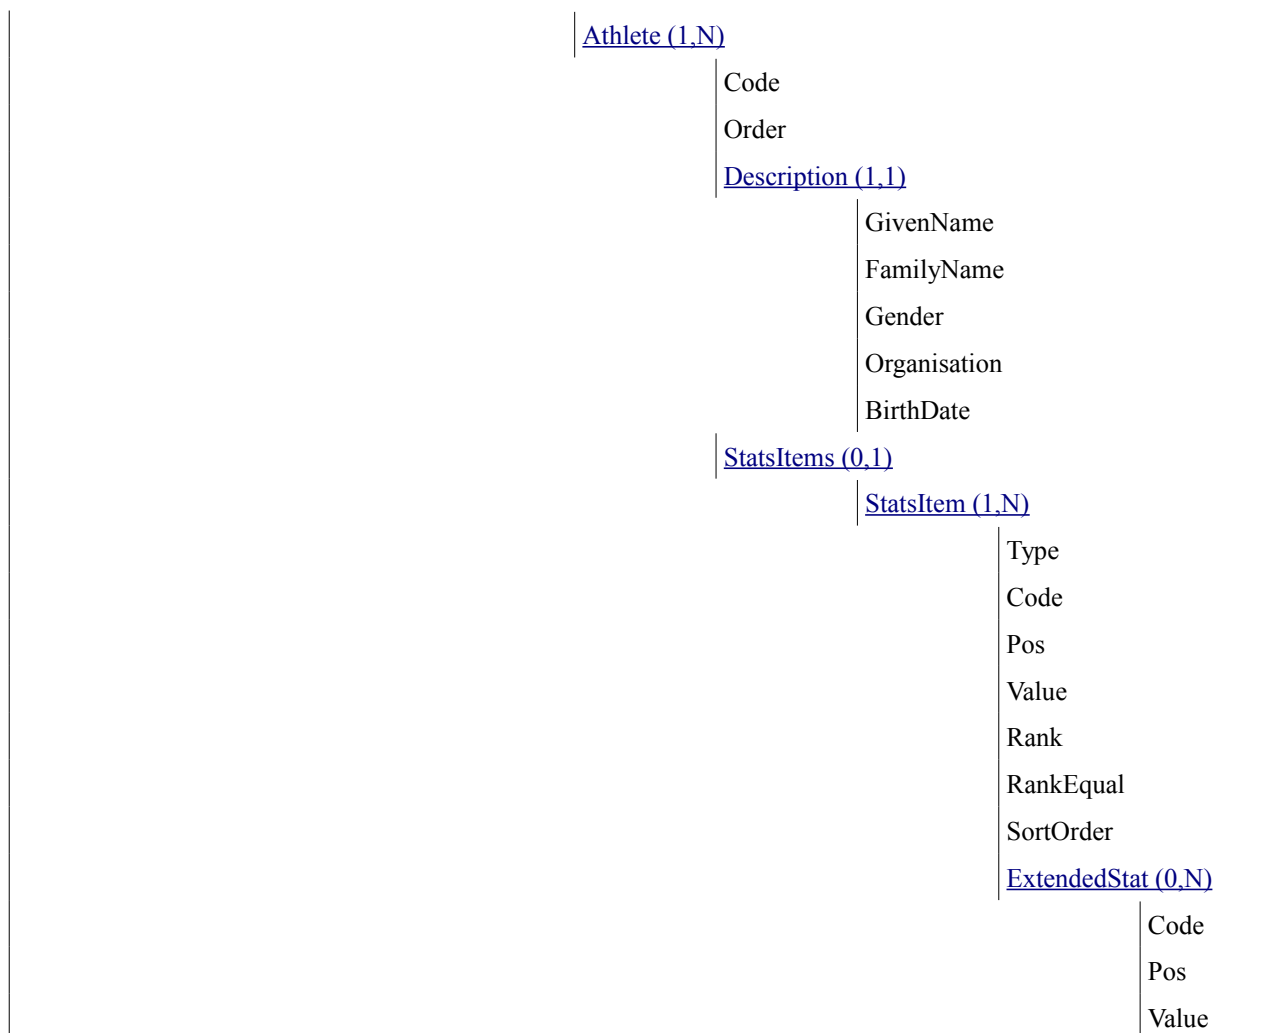 Athlete (1,N)
Code
Order
Description (1,1)
GivenName
FamilyName
Gender
Organisation
BirthDate
StatsItems (0,1)
StatsItem (1,N)
Type
Code
Pos
Value
Rank
RankEqual
SortOrder
ExtendedStat (0,N)
Code
Pos
Value